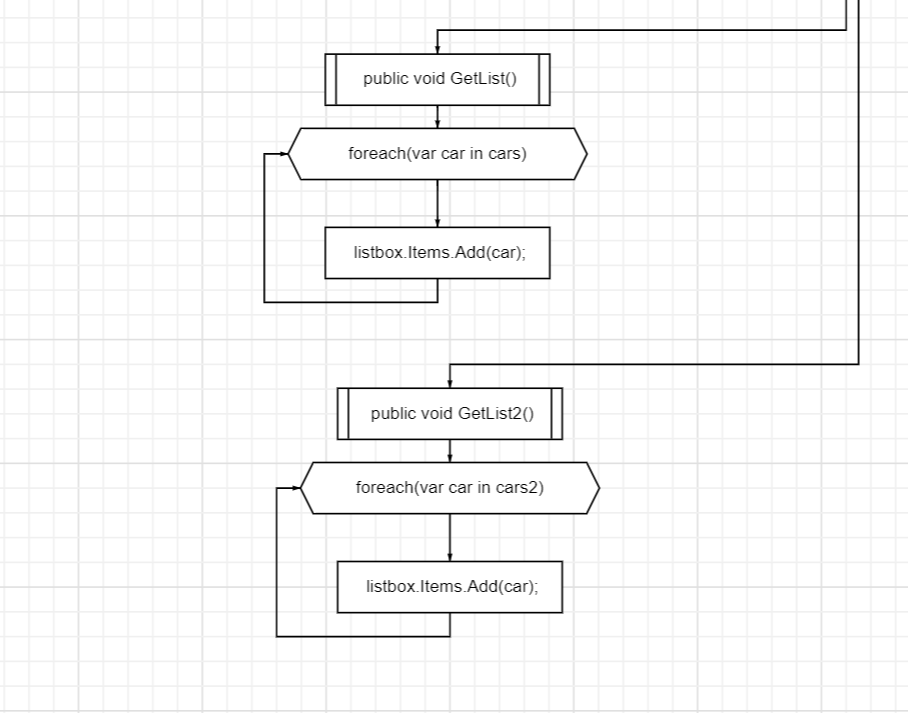 public void GetList()
foreach(var car in cars)
listbox.Items.Add(car);
public void GetList2()
foreach(var car in cars2)
listbox.Items.Add(car);